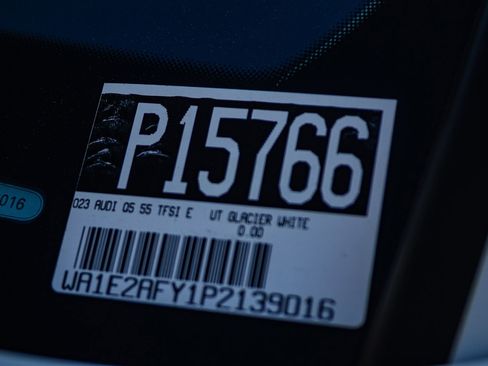 P15766
023 AUDI Q5 55 TFSI E UT GLACIER WHITE
0.00
WA1E2AFY1P2139016
016